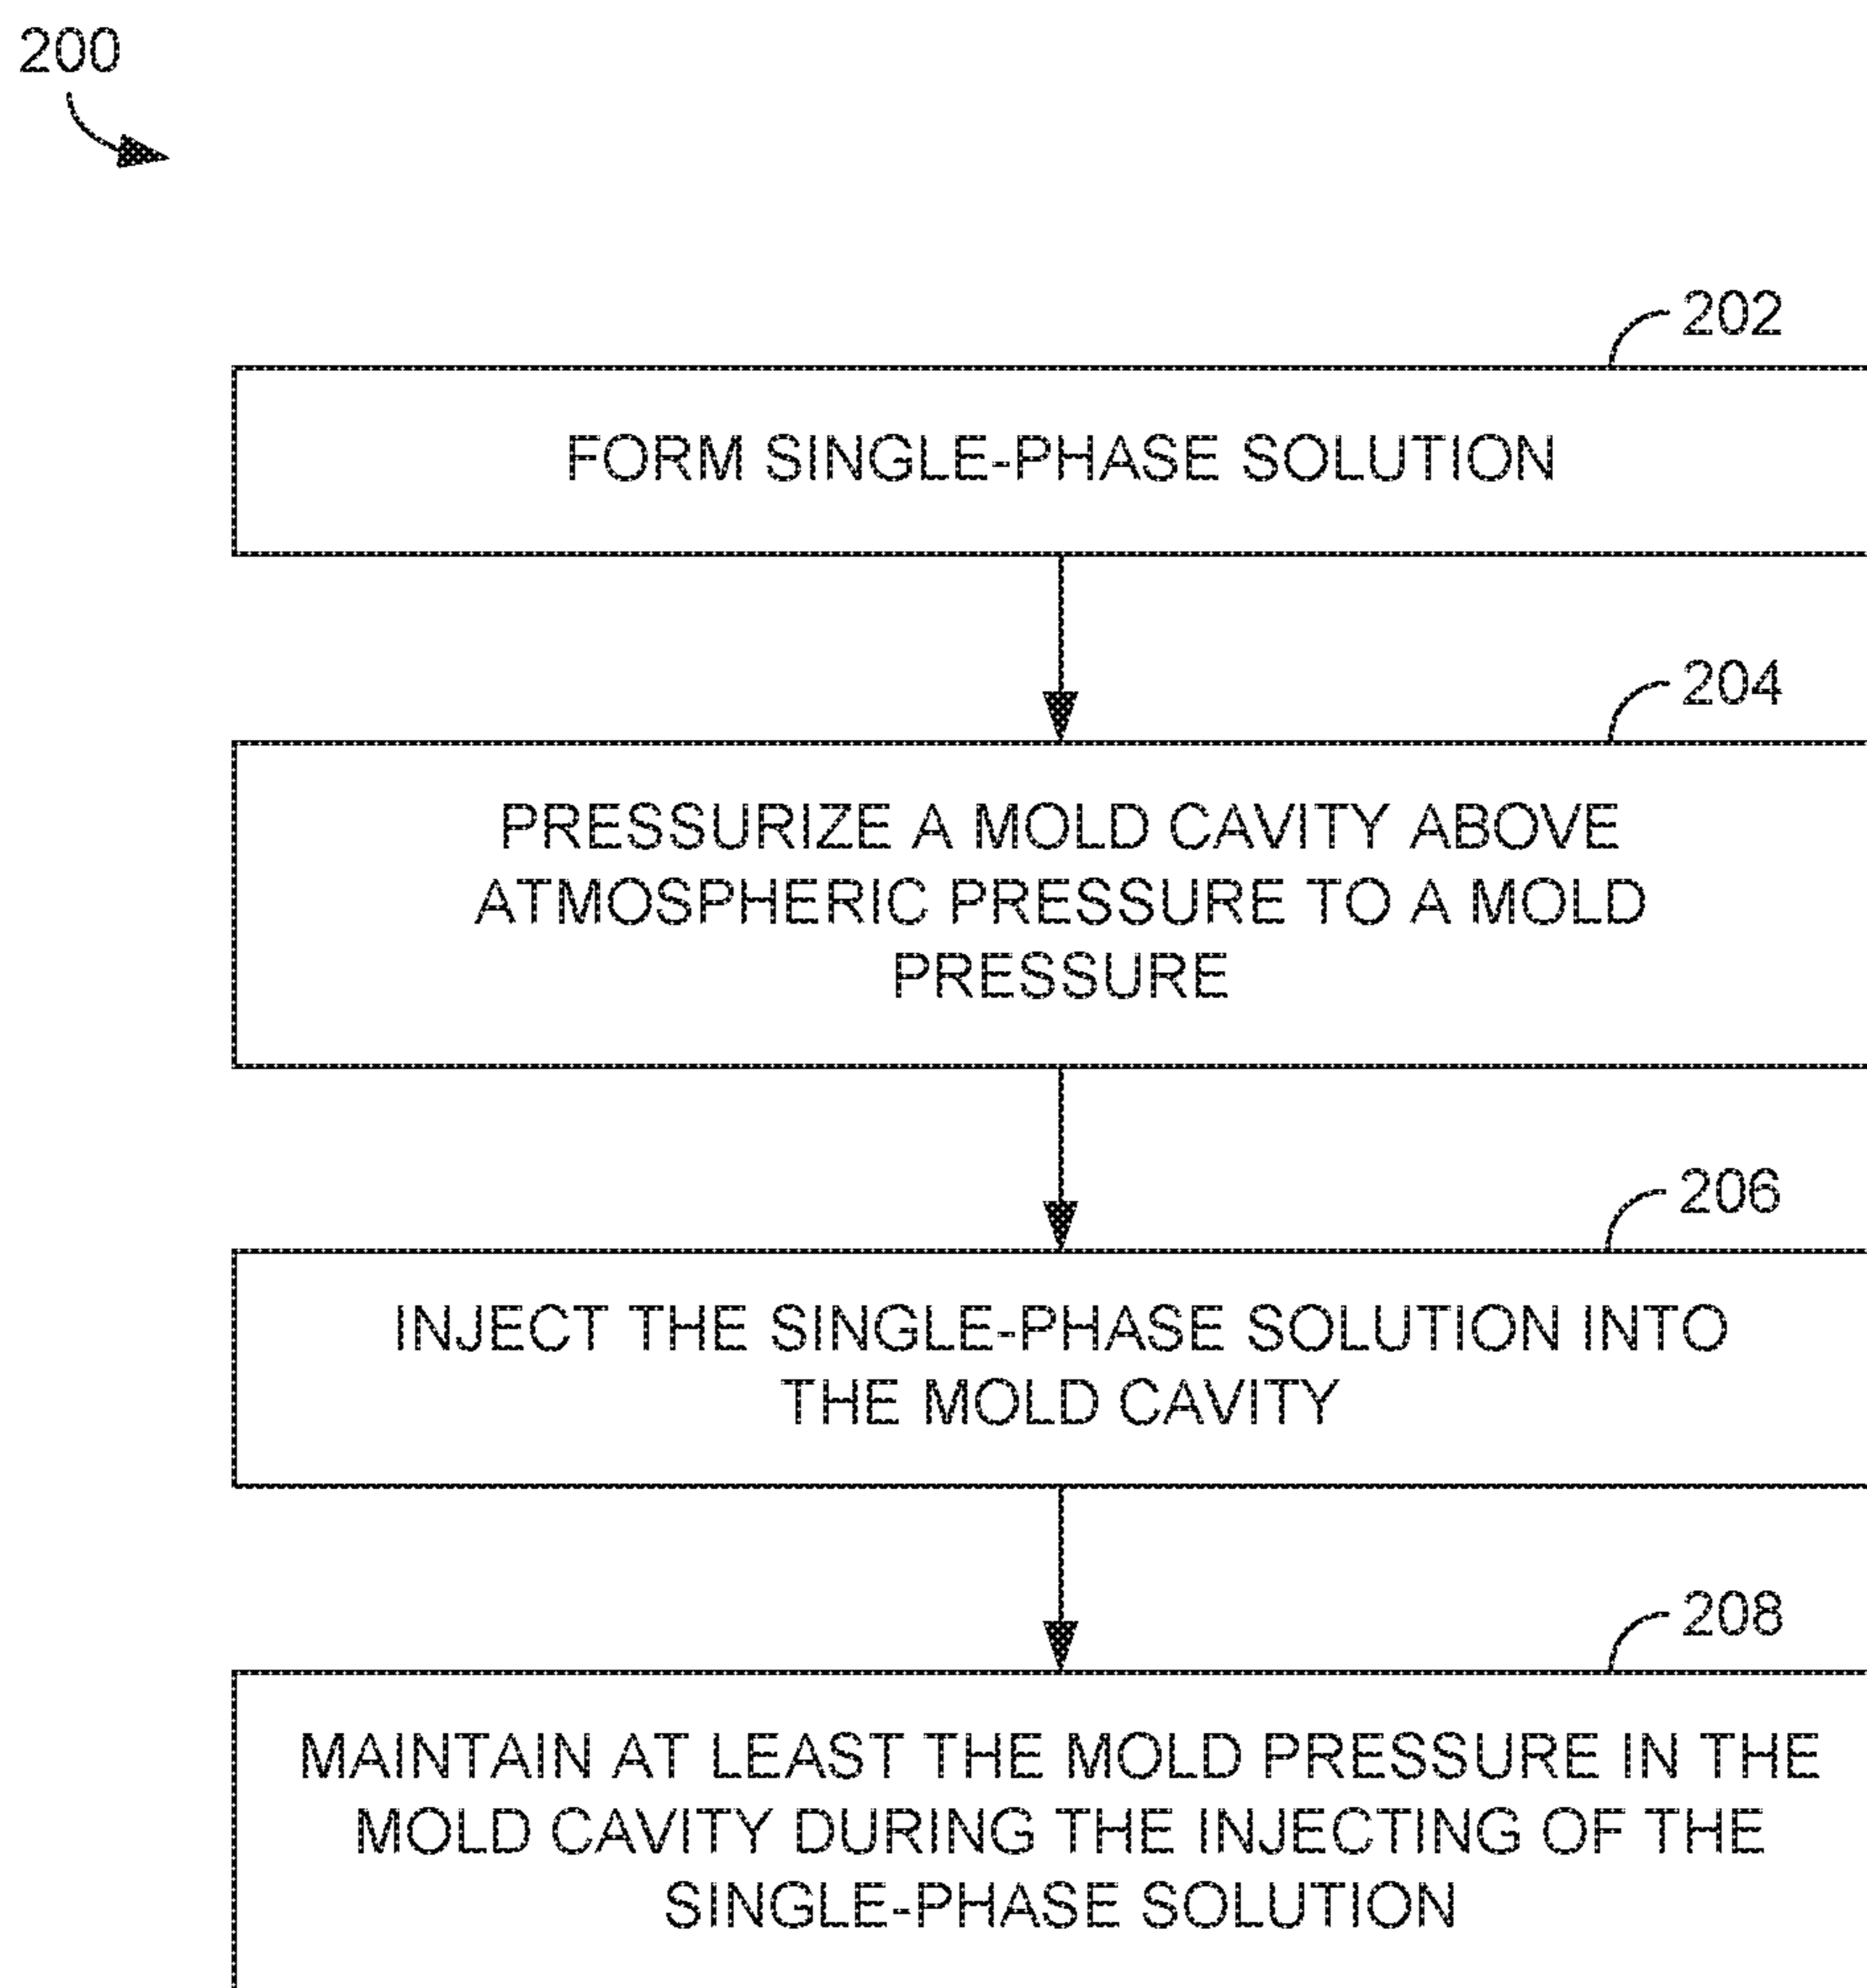 200
202
FORM SINGLE-PHASE SOLUTION
204
PRESSURIZE A MOLD CAVITY ABOVE
ATMOSPHERIC PRESSURE TO A MOLD
PRESSURE
206
INJECT THE SINGLE-PHASE SOLUTION INTO
THE MOLD CAVITY
208
MAINTAIN AT LEAST THE MOLD PRESSURE IN THE
MOLD CAVITY DURING THE INJECTING OF THE
SINGLE-PHASE SOLUTION